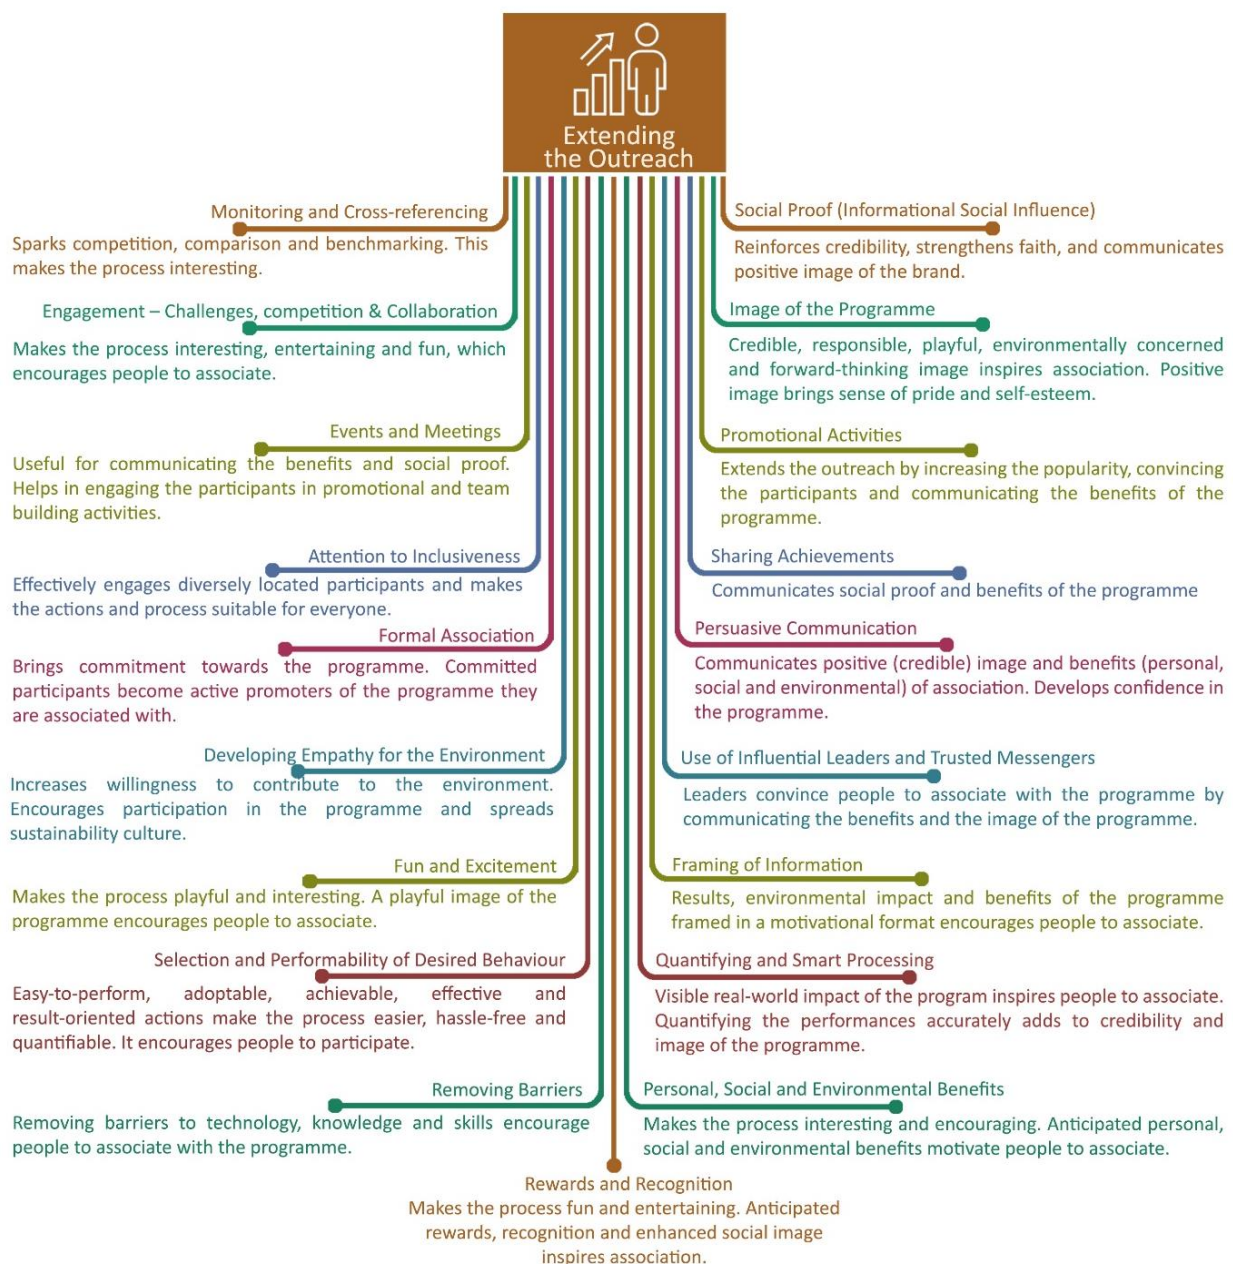 Extending
the Outreach
Monitoring and Cross-referencing
Sparks competition, comparison and benchmarking. This
makes the process interesting.
Engagement – Challenges, competition & Collaboration
Makes the process interesting, entertaining and fun, which
encourages people to associate.
Events and Meetings
Useful for communicating the benefits and social proof.
Helps in engaging the participants in promotional and team
building activities.
Attention to Inclusiveness
Effectively engages diversely located participants and makes
the actions and process suitable for everyone.
Formal Association
Brings commitment towards the programme. Committed
participants become active promoters of the programme they
are associated with.
Developing Empathy for the Environment
Increases willingness to contribute to the environment.
Encourages participation in the programme and spreads
sustainability culture.
Fun and Excitement
Makes the process playful and interesting. A playful image of the
programme encourages people to associate.
Selection and Performability of Desired Behaviour
Easy-to-perform, adoptable, achievable, effective and
result-oriented actions make the process easier, hassle-free and
quantifiable. It encourages people to participate.
Removing Barriers
Removing barriers to technology, knowledge and skills encourage
people to associate with the programme.
Social Proof (Informational Social Influence)
Reinforces credibility, strengthens faith, and communicates
positive image of the brand.
Image of the Programme
Credible, responsible, playful, environmentally concerned
and forward-thinking image inspires association. Positive
image brings sense of pride and self-esteem.
Promotional Activities
Extends the outreach by increasing the popularity, convincing
the participants and communicating the benefits of the
programme.
Sharing Achievements
Communicates social proof and benefits of the programme
Persuasive Communication
Communicates positive (credible) image and benefits (personal,
social and environmental) of association. Develops confidence in
the programme.
Use of Influential Leaders and Trusted Messengers
Leaders convince people to associate with the programme by
communicating the benefits and the image of the programme.
Framing of Information
Results, environmental impact and benefits of the programme
framed in a motivational format encourages people to associate.
Quantifying and Smart Processing
Visible real-world impact of the program inspires people to associate.
Quantifying the performances accurately adds to credibility and
image of the programme.
Personal, Social and Environmental Benefits
Makes the process interesting and encouraging. Anticipated personal,
social and environmental benefits motivate people to associate.
Rewards and Recognition
Makes the process fun and entertaining. Anticipated
rewards, recognition and enhanced social image
inspires association.